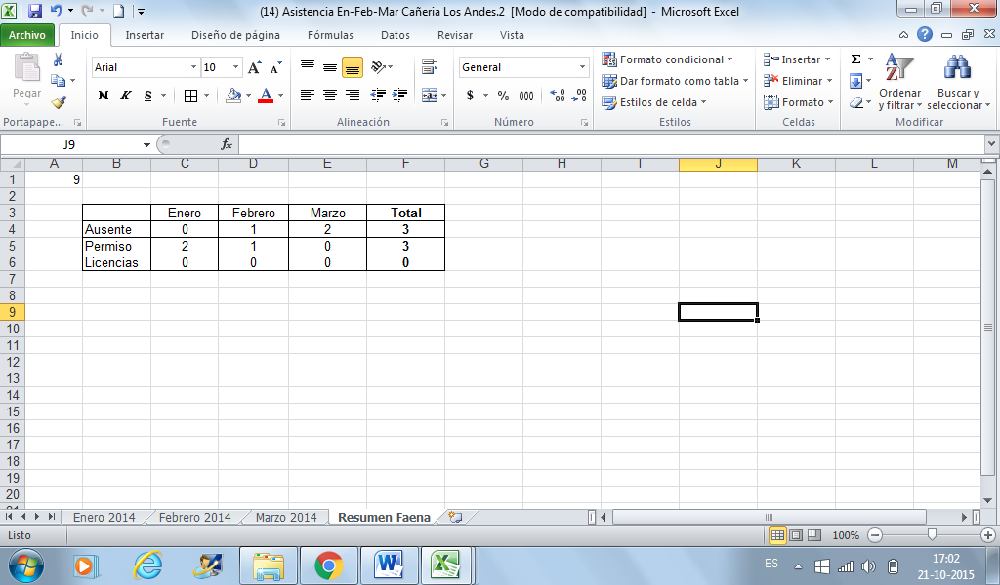 (14) Asistencia En-Feb-Mar Cañeria Los Andes.2 [Modo de compatibilidad] - Microsoft Excel
Archivo Inicio Insertar Diseño de página Fórmulas Datos Revisar Vista
Pegar
Arial 10 A A
N K S A
General
$ % 000
Formato condicional
Dar formato como tabla
Estilos de celda
Insertar
Eliminar
Formato
Σ
Ordenar y filtrar
Buscar y seleccionar
Portapape... Fuente Alineación Número Estilos Celdas Modificar
J9 fx
A B C D E F G H I J K L M
1 9
2
3 Enero Febrero Marzo Total
4 Ausente 0 1 2 3
5 Permiso 2 1 0 3
6 Licencias 0 0 0 0
7
8
9
10
11
12
13
14
15
16
17
18
19
20
21
Enero 2014 Febrero 2014 Marzo 2014 Resumen Faena
Listo 100%
ES 17:02
21-10-2015